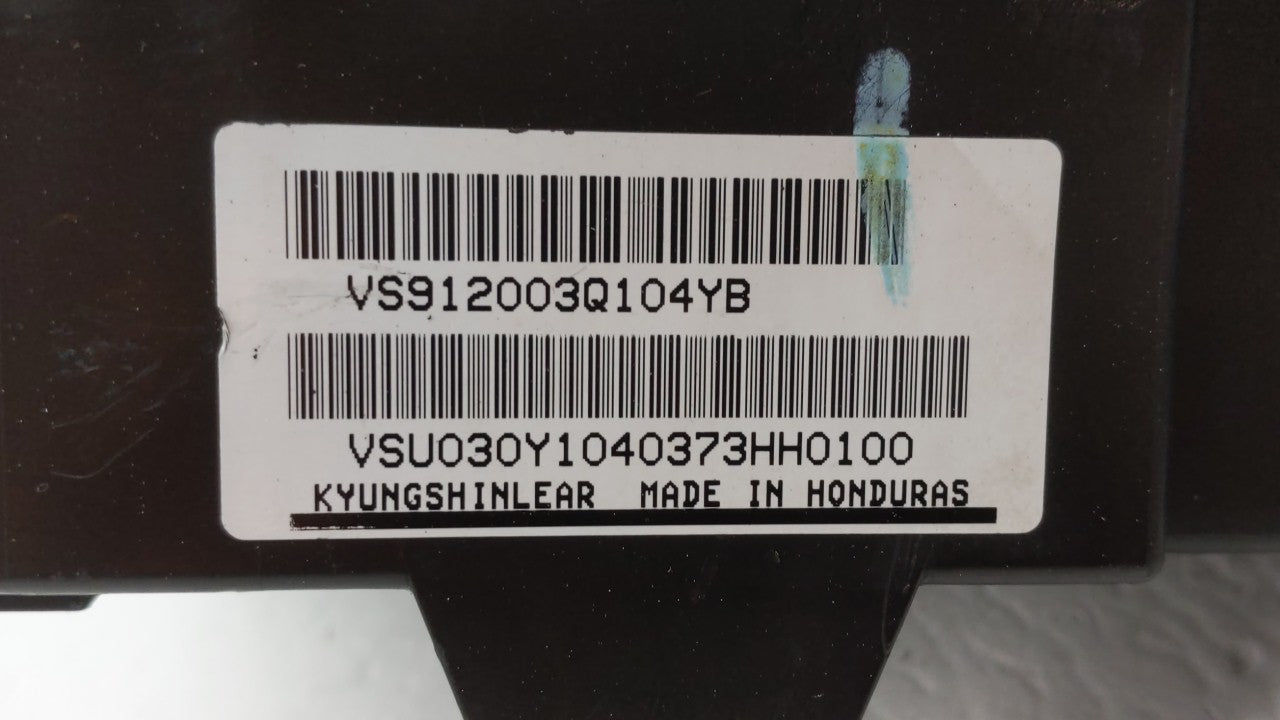 VS912003Q104YB
VSU030Y1040373HH0100
KYUNGSHINLEAR MADE IN HONDURAS